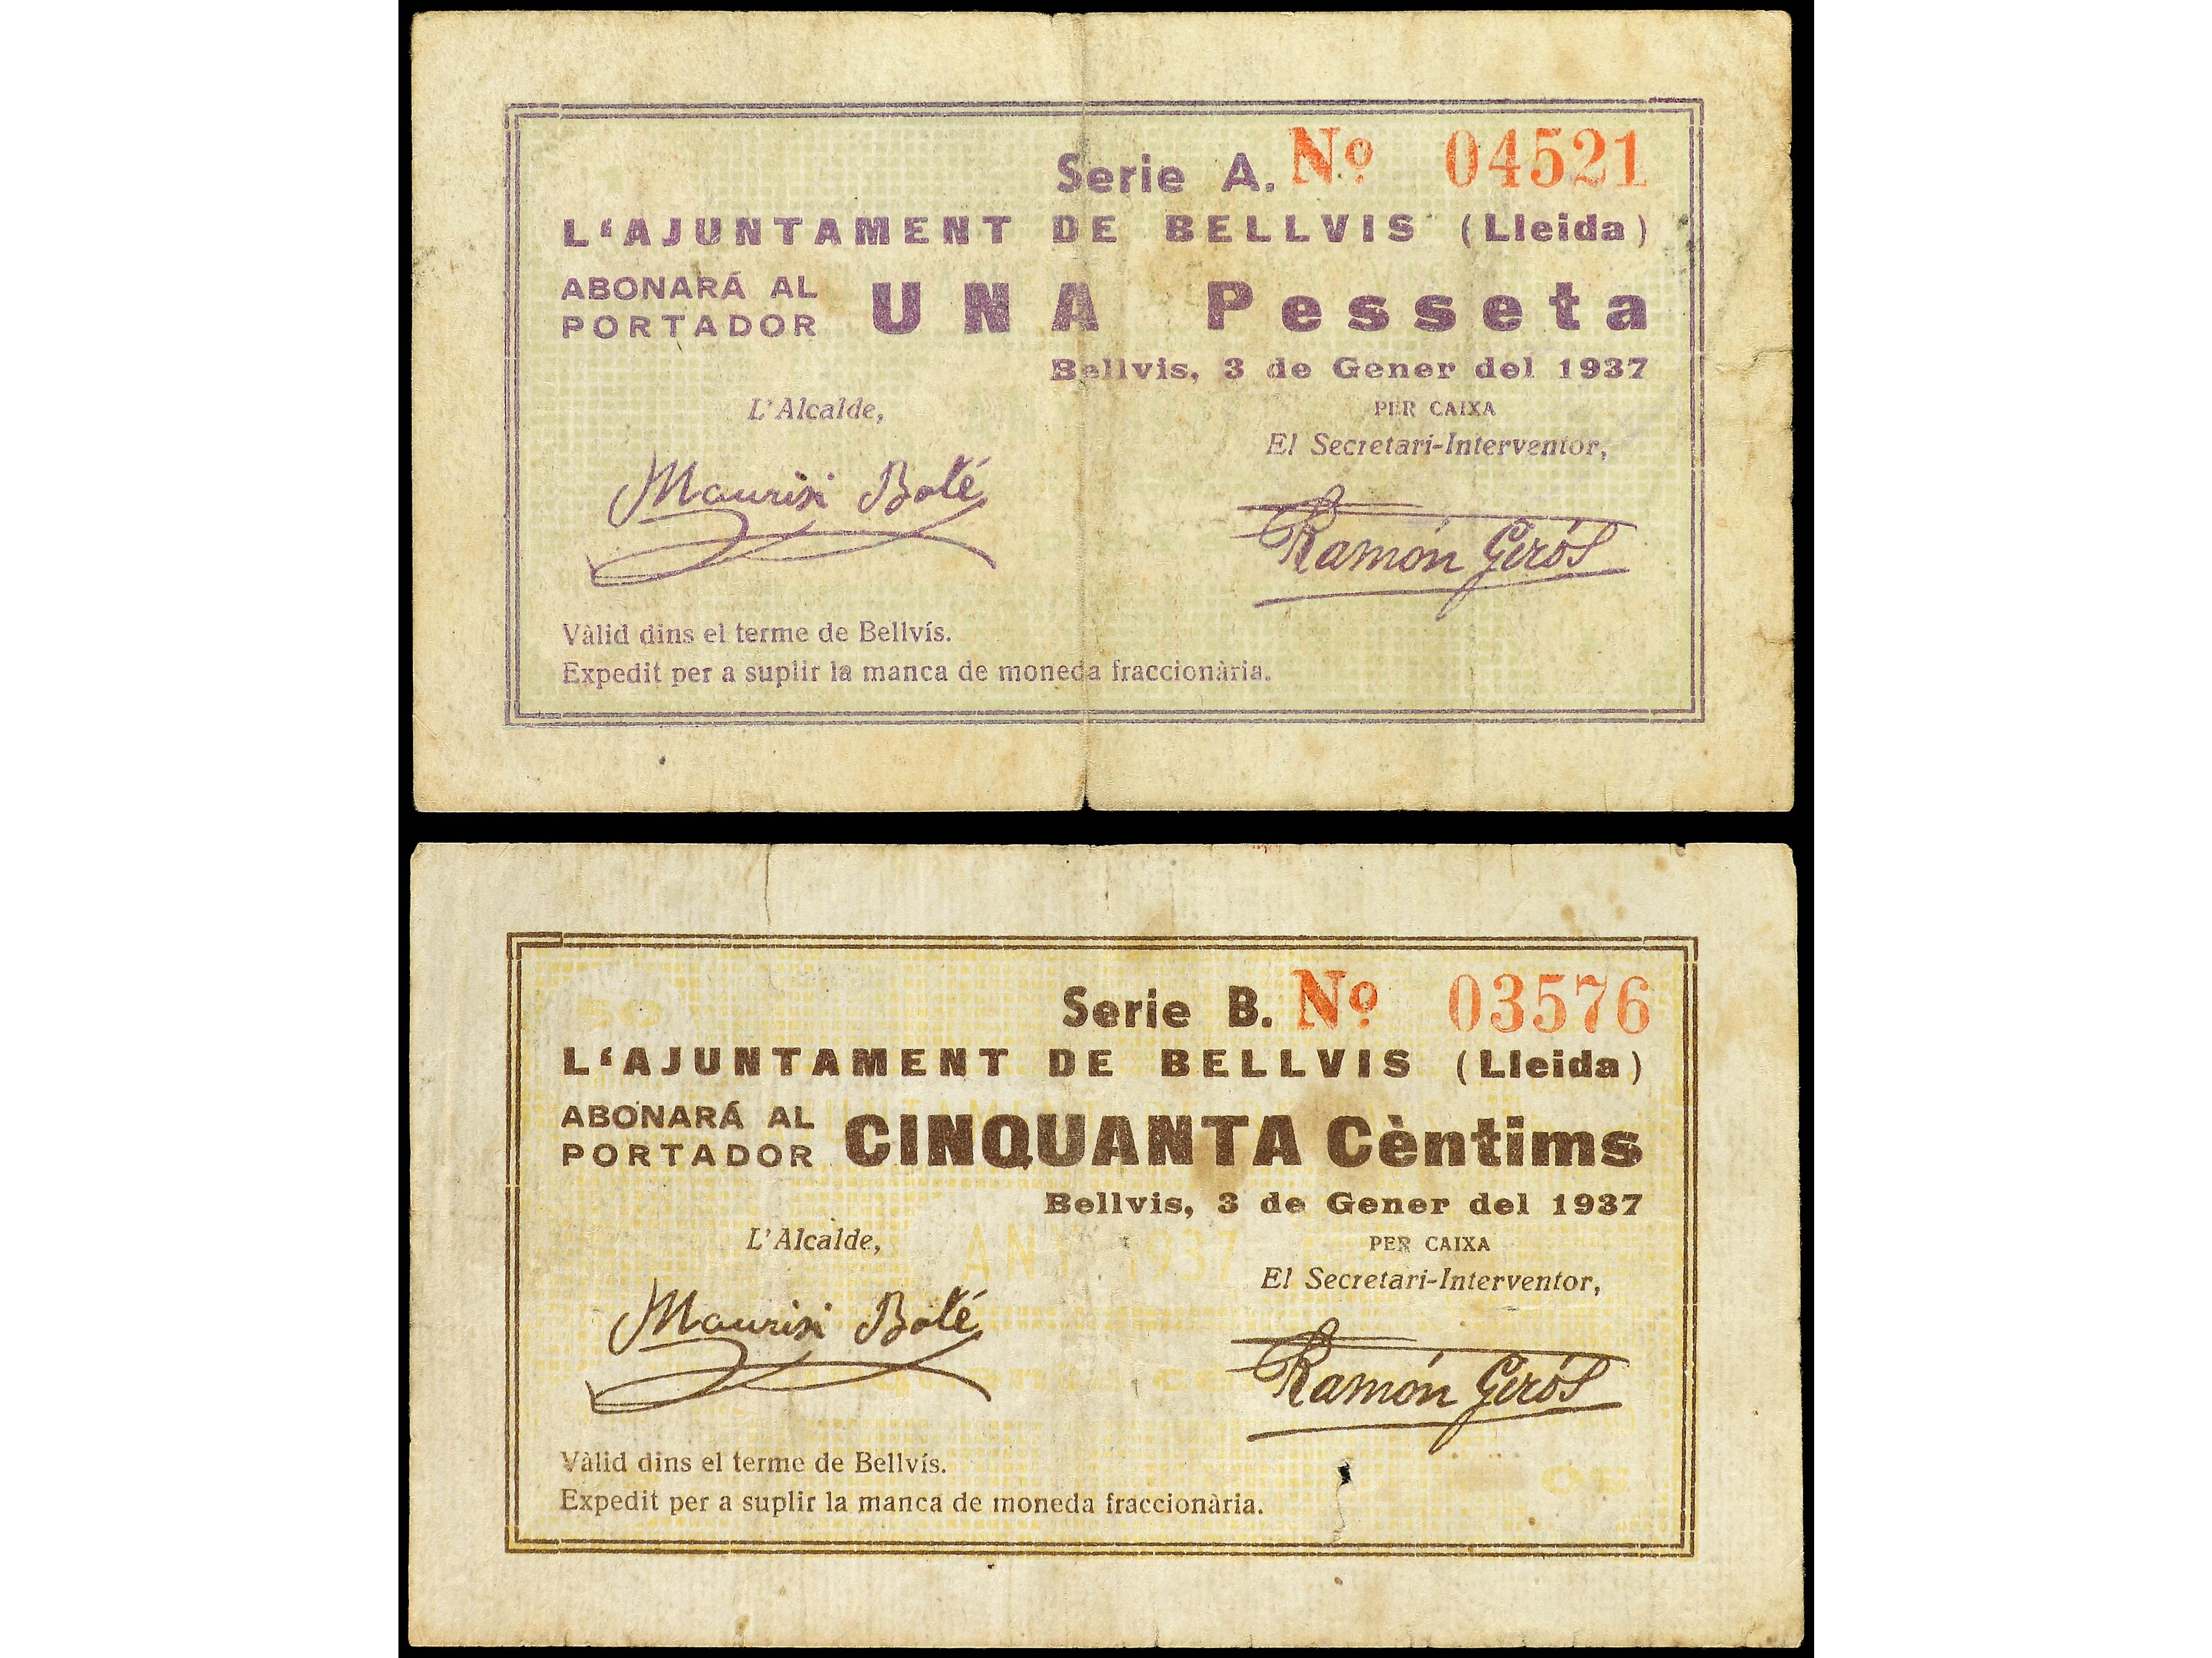 Serie A. Nº 04521
L'AJUNTAMENT DE BELLVIS (Lleida)
ABONARÁ AL PORTADOR UNA Pesseta
Bellvis, 3 de Gener del 1937
L'Alcalde,
PER CAIXA
El Secretari-Interventor,
Maurisi Boté
Ramón Gerós
Vàlid dins el terme de Bellvís.
Expedit per a suplir la manca de moneda fraccionària.
Serie B. Nº 03576
L'AJUNTAMENT DE BELLVIS (Lleida)
ABONARÁ AL PORTADOR CINQUANTA Cèntims
Bellvis, 3 de Gener del 1937
L'Alcalde,
ANY 1937
PER CAIXA
El Secretari-Interventor,
Maurisi Boté
Ramón Gerós
Vàlid dins el terme de Bellvís.
Expedit per a suplir la manca de moneda fraccionària.